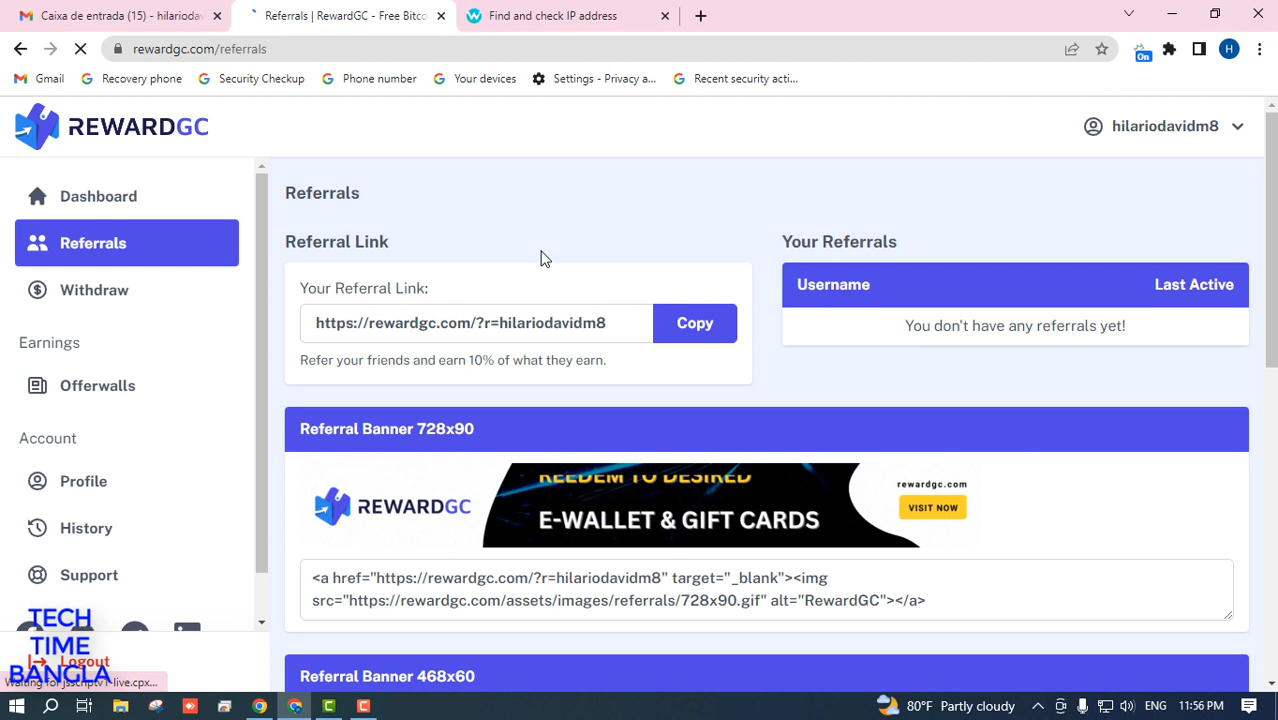 Caixa de entrada (15) - hilariodav
Referrals | RewardGC - Free Bitco
Find and check IP address
rewardgc.com/referrals
On
H
Gmail
Recovery phone
Security Checkup
Phone number
Your devices
Settings - Privacy a...
Recent security acti...
REWARDGC
hilariodavidm8
Dashboard
Referrals
Withdraw
Earnings
Offerwalls
Account
Profile
History
Support
Logout
TECH
TIME
BANGLA
Referrals
Referral Link
Your Referral Link:
https://rewardgc.com/?r=hilariodavidm8
Copy
Refer your friends and earn 10% of what they earn.
Your Referrals
Username
Last Active
You don't have any referrals yet!
Referral Banner 728x90
REWARDGC
REEDEM TO DESIRED
E-WALLET & GIFT CARDS
rewardgc.com
VISIT NOW
<a href="https://rewardgc.com/?r=hilariodavidm8" target="_blank"><img
src="https://rewardgc.com/assets/images/referrals/728x90.gif" alt="RewardGC"></a>
Referral Banner 468x60
80°F Partly cloudy
ENG
11:56 PM